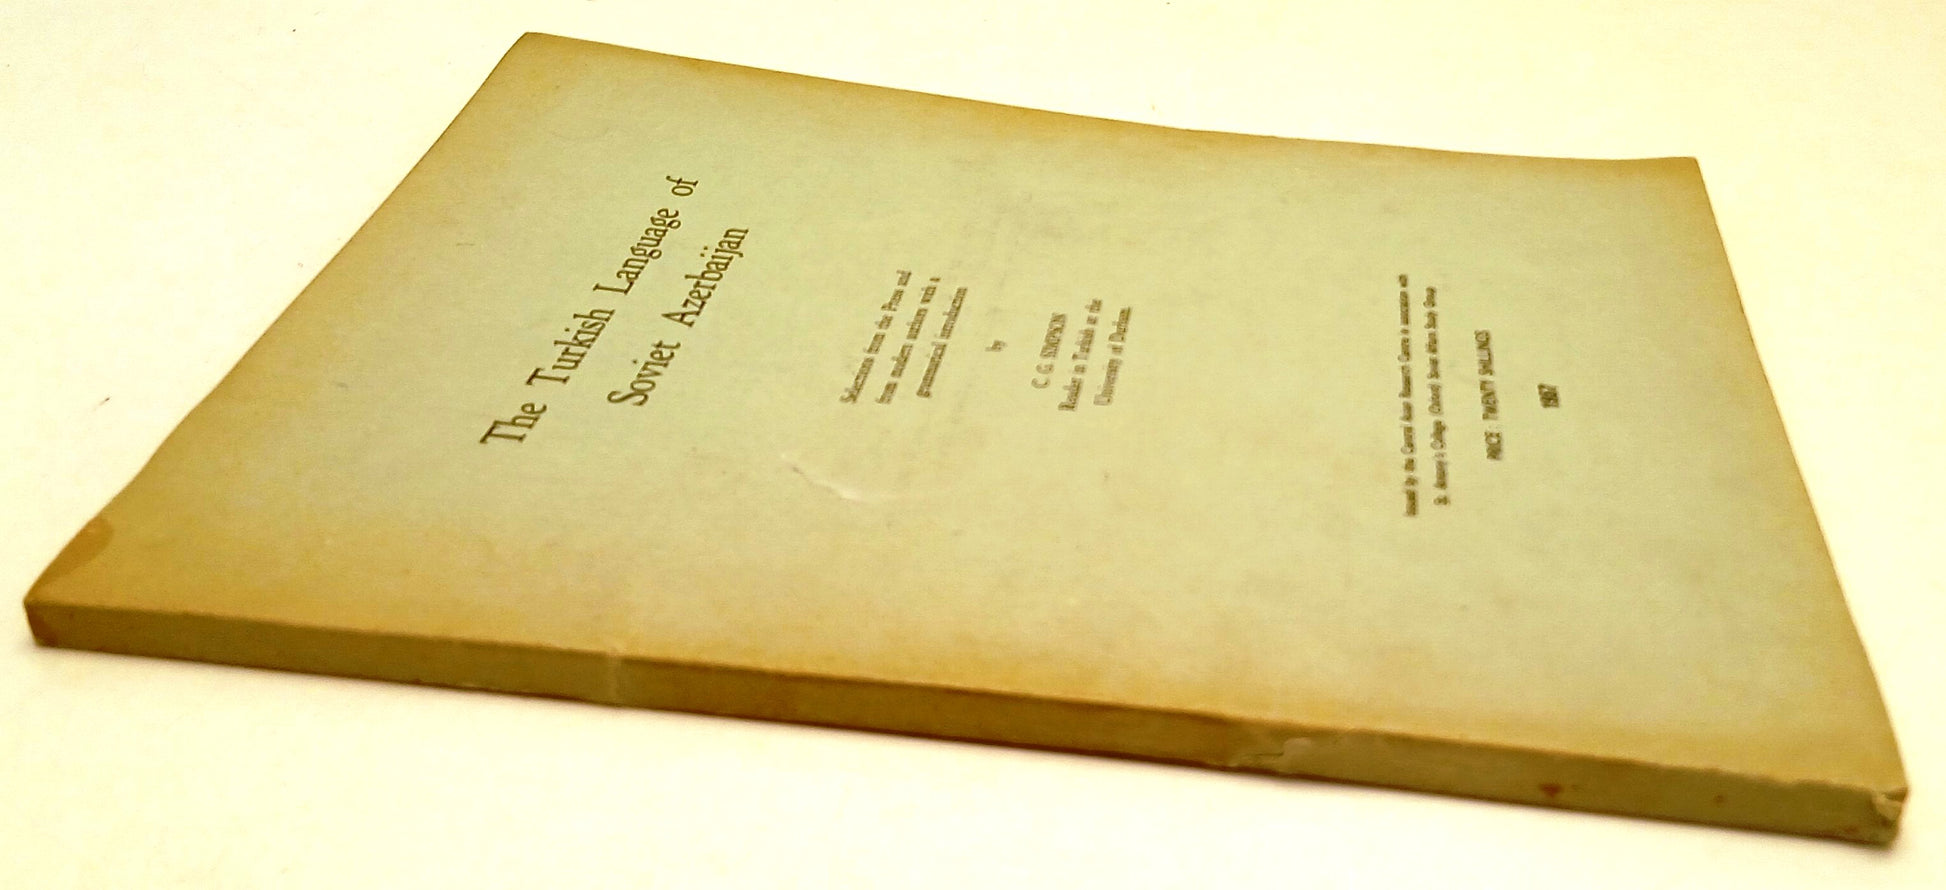 The Turkish Language of
Soviet Azerbaijan
Selections from the Press and
from modern authors with a
grammatical introduction
by
C. G. SIMPSON
Reader in Turkish at the
University of Durham.
Issued by the Central Asian Research Centre in association with
St. Antony's College (Oxford) Soviet Affairs Study Group
PRICE: TWENTY SHILLINGS
1957